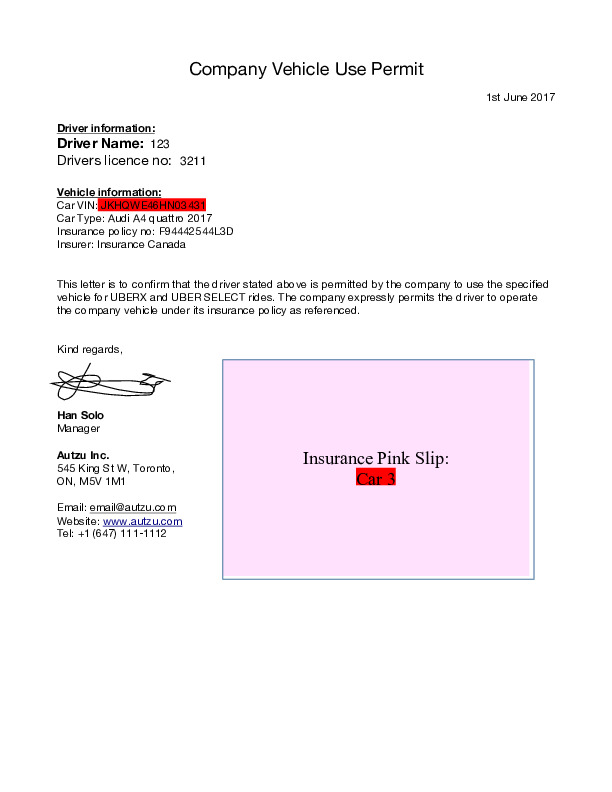 Company Vehicle Use Permit
1st June 2017
Driver information:
Driver Name: 123
Drivers licence no: 3211
Vehicle information:
Car VIN: JKHQWE46HN03431
Car Type: Audi A4 quattro 2017
Insurance policy no: F94442544L3D
Insurer: Insurance Canada
This letter is to confirm that the driver stated above is permitted by the company to use the specified
vehicle for UBERX and UBER SELECT rides. The company expressly permits the driver to operate
the company vehicle under its insurance policy as referenced.
Kind regards,
Han Solo
Manager
Autzu Inc.
545 King St W, Toronto,
ON, M5V 1M1
Email: email@autzu.com
Website: www.autzu.com
Tel: +1 (647) 111-1112
Insurance Pink Slip:
Car 3